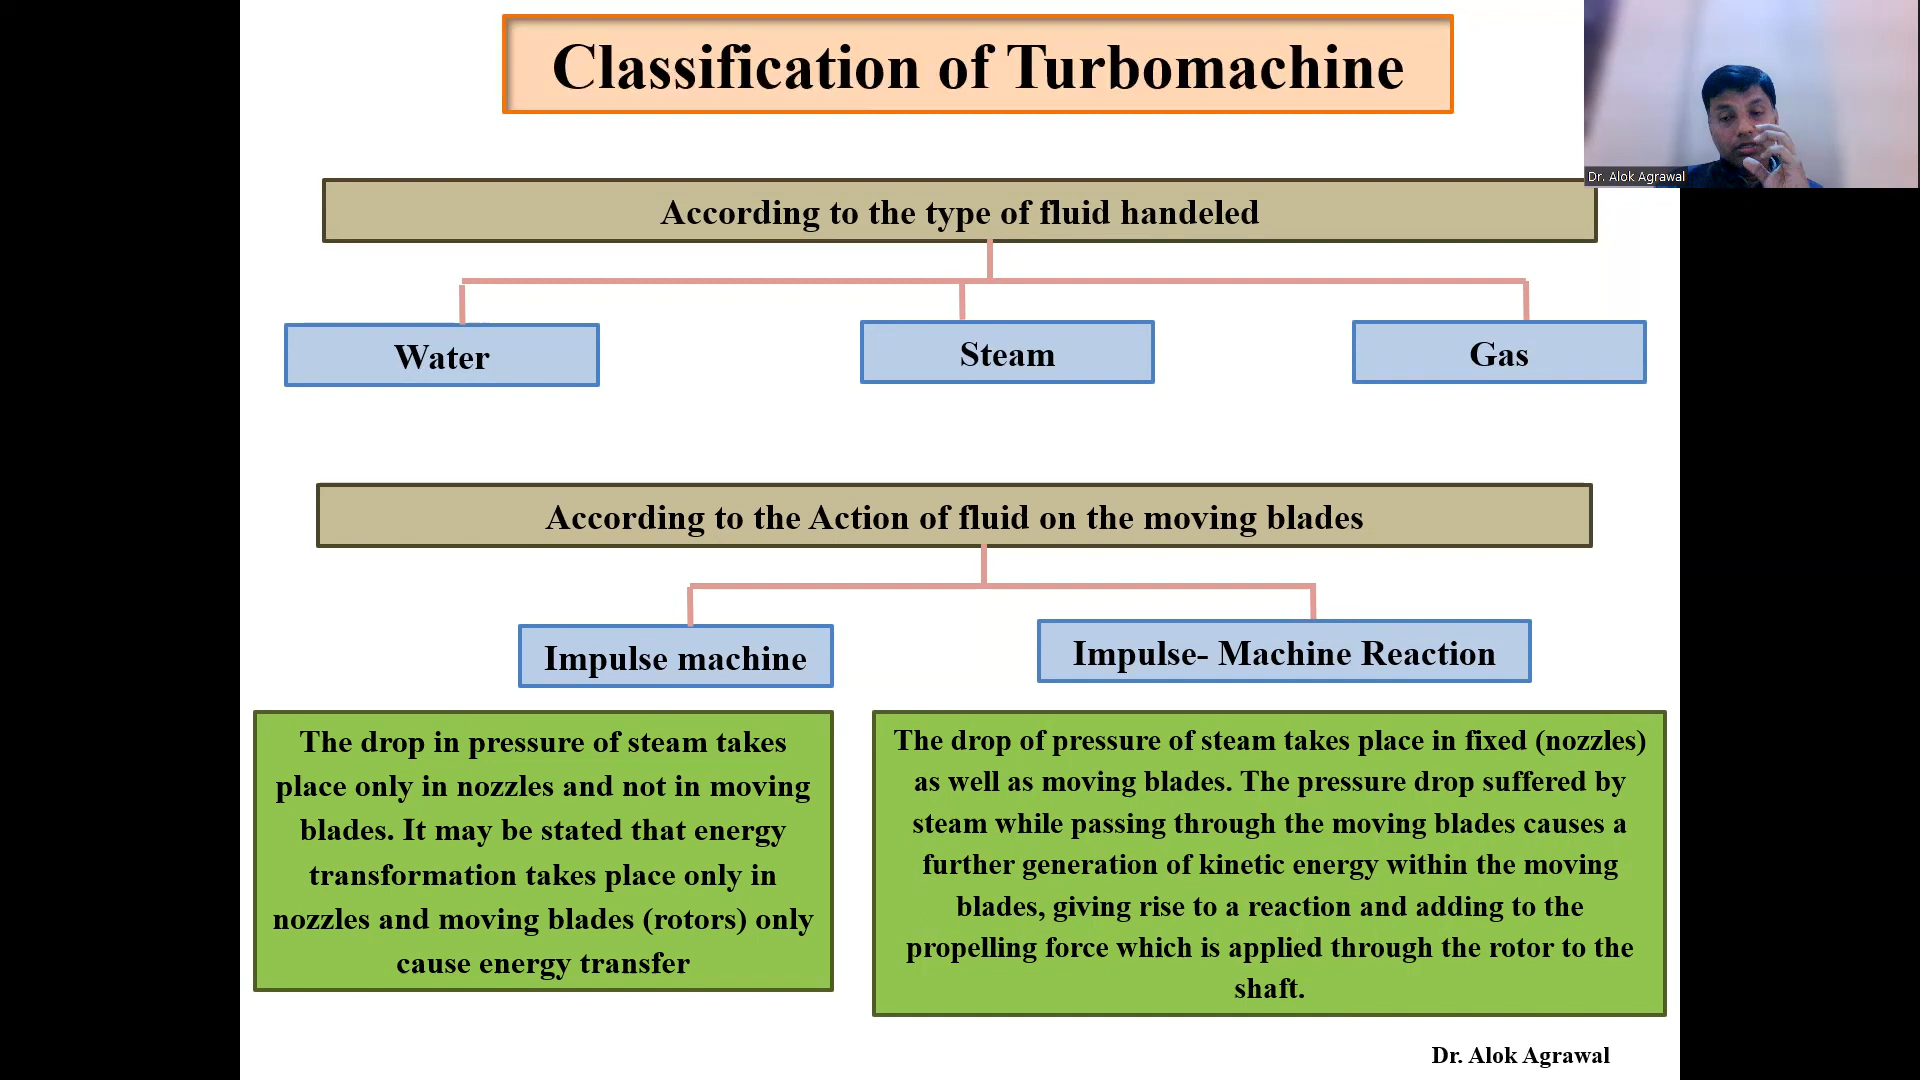 Classification of Turbomachine
Dr. Alok Agrawal
According to the type of fluid handeled
Water
Steam
Gas
According to the Action of fluid on the moving blades
Impulse machine
Impulse- Machine Reaction
The drop in pressure of steam takes
place only in nozzles and not in moving
blades. It may be stated that energy
transformation takes place only in
nozzles and moving blades (rotors) only
cause energy transfer
The drop of pressure of steam takes place in fixed (nozzles)
as well as moving blades. The pressure drop suffered by
steam while passing through the moving blades causes a
further generation of kinetic energy within the moving
blades, giving rise to a reaction and adding to the
propelling force which is applied through the rotor to the
shaft.
Dr. Alok Agrawal